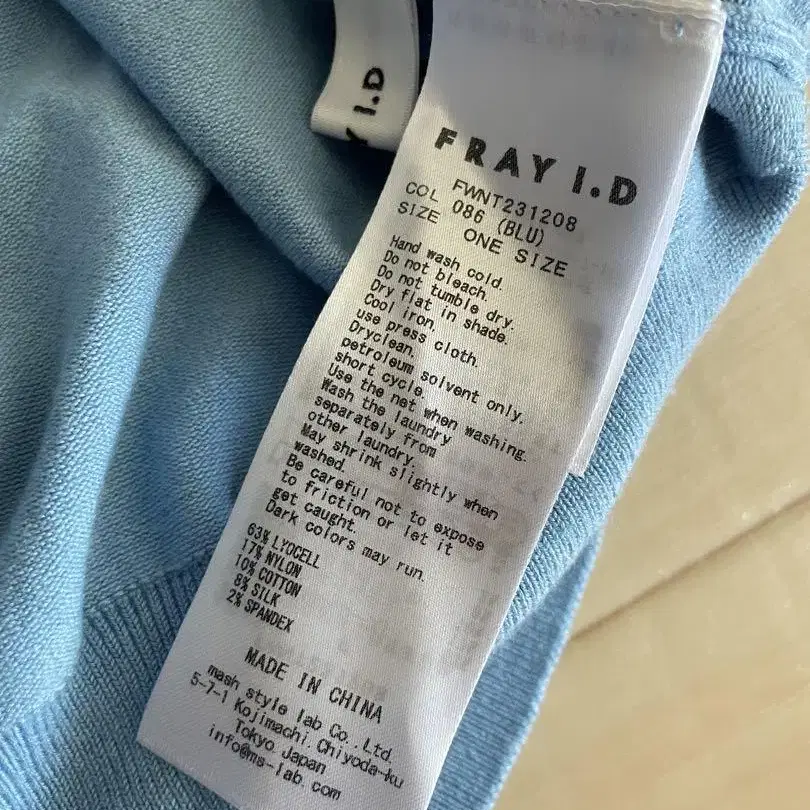 Y I.D
FRAY I.D
FWNT231208
COL 086 (BLU)
SIZE ONE SIZE
Hand wash cold.
Do not bleach.
Do not tumble dry.
Dry flat in shade.
Cool iron.
use press cloth.
Dryclean.
petroleum solvent only.
short cycle.
Use the net when washing.
Wash the laundry
separately from
other laundry.
May shrink slightly when
washed.
Be careful not to expose
to friction or let it
get caught.
Dark colors may run.
63% LYOCELL
17% NYLON
10% COTTON
8% SILK
2% SPANDEX
MADE IN CHINA
mash style lab Co.,Ltd.
5-7-1 Kojimachi,Chiyoda-ku
Tokyo Japan
info@ms-lab.com